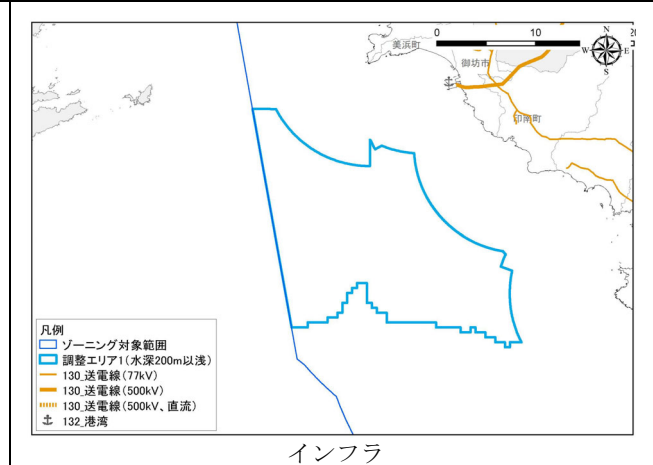 0 10 20
N
W E
S
美浜町
御坊市
印南町
凡例
ゾーニング対象範囲
調整エリア1(水深200m以浅)
130_送電線(77kV)
130_送電線(500kV)
130_送電線(500kV、直流)
132_港湾
インフラ